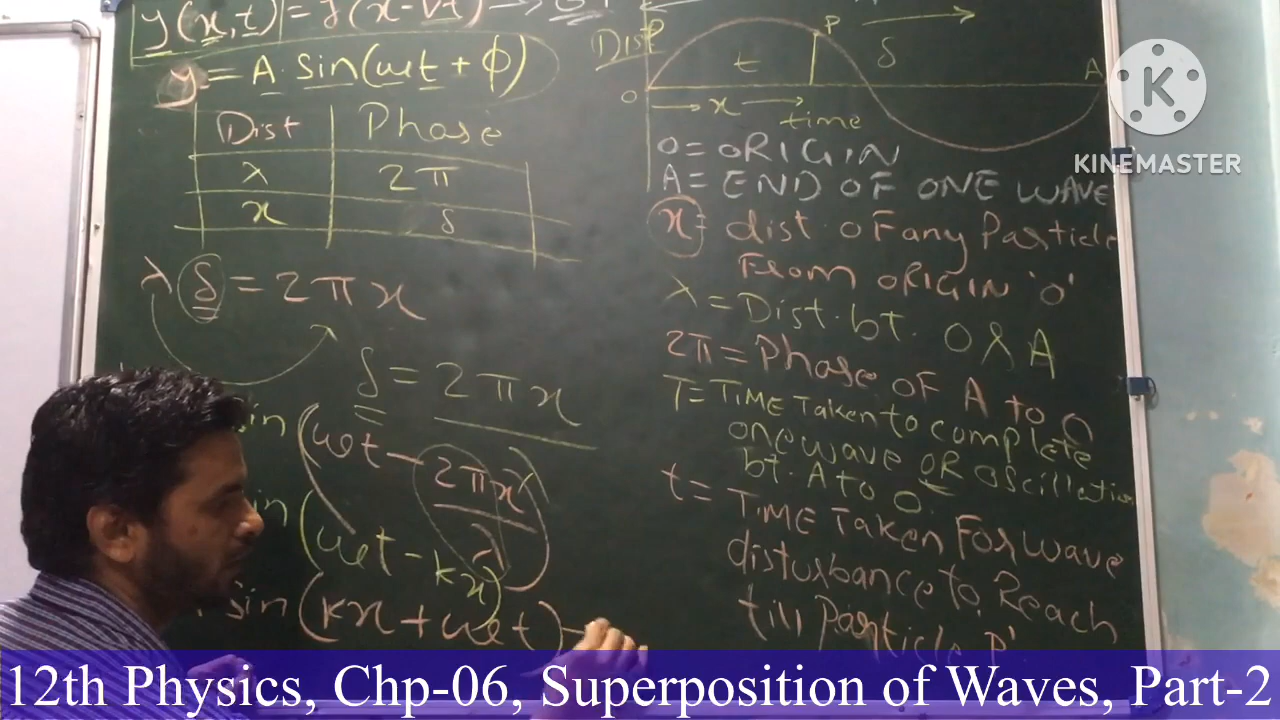 y(x,t) = f(x-vt) →
y = A sin(ωt + ϕ)
Dist Phase
λ 2π
x δ
λ δ = 2πx
δ = 2πx
sin(ωt - 2πx/λ)
sin(ωt - kx)
sin(kx + ωt)
Disp
P
t
δ
A
O
x
time
K
KINEMASTER
O = ORIGIN
A = END OF ONE WAVE
x = dist. of any Particle
From ORIGIN 'O'
λ = Dist. bt. O & A
2π = Phase OF A to O
T = TIME Taken to complete
one wave OR oscillation
bt. A to O.
t = TIME Taken For wave
disturbance to Reach
till Particle P'
12th Physics, Chp-06, Superposition of Waves, Part-2